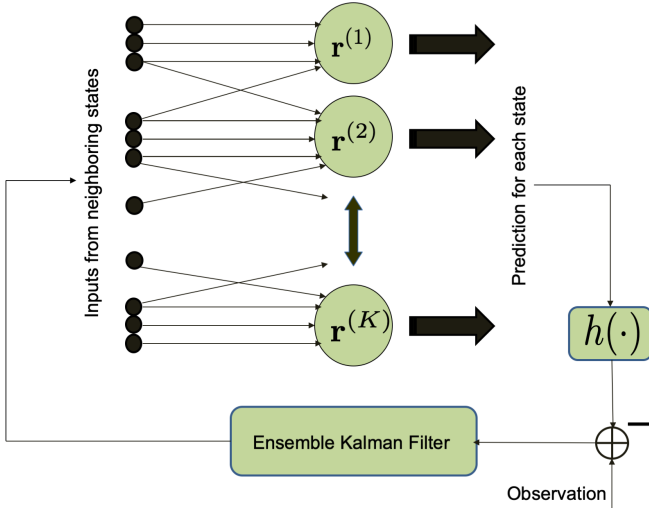 Inputs from neighboring states
r^{(1)}
r^{(2)}
r^{(K)}
Prediction for each state
h(·)
Ensemble Kalman Filter
Observation